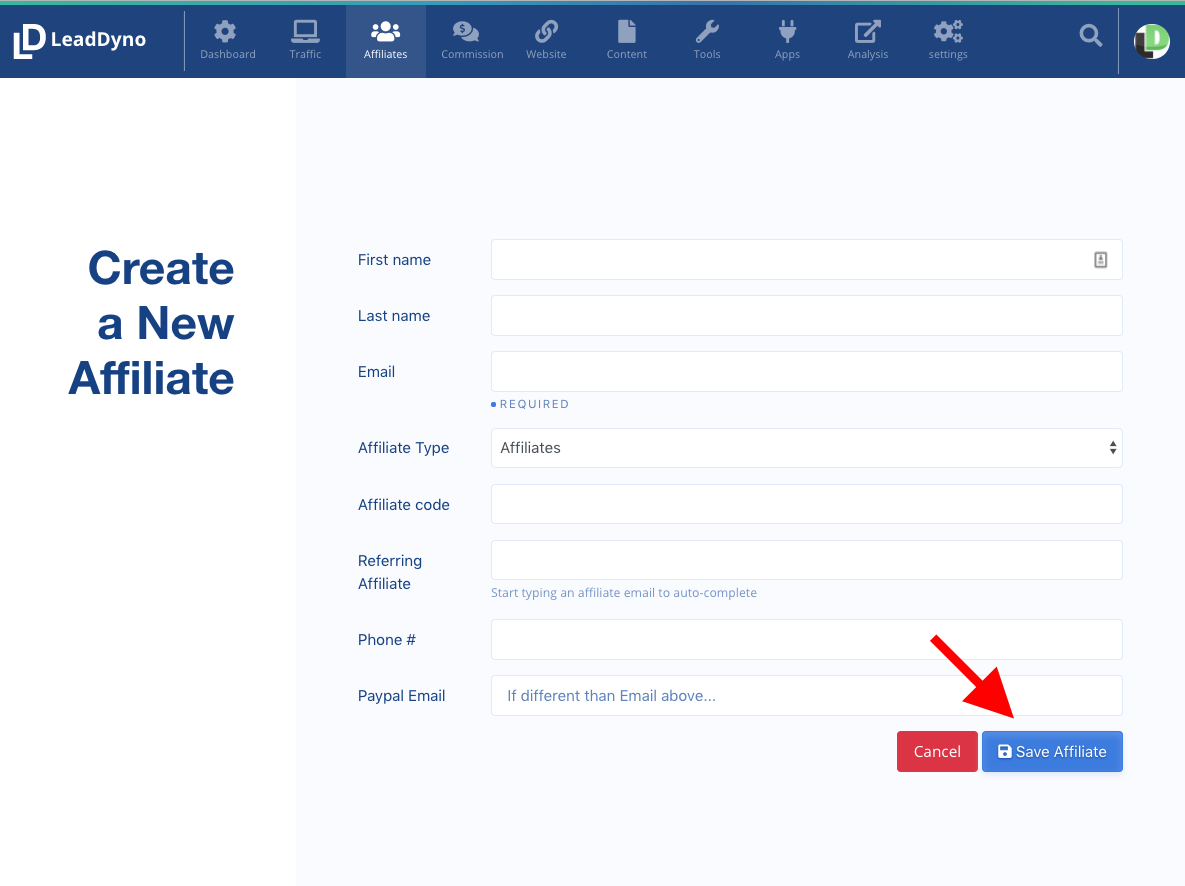 LeadDyno
Dashboard
Traffic
Affiliates
Commission
Website
Content
Tools
Apps
Analysis
settings
Create
a New
Affiliate
First name
Last name
Email
REQUIRED
Affiliate Type
Affiliates
Affiliate code
Referring
Affiliate
Start typing an affiliate email to auto-complete
Phone #
Paypal Email
If different than Email above...
Cancel
Save Affiliate